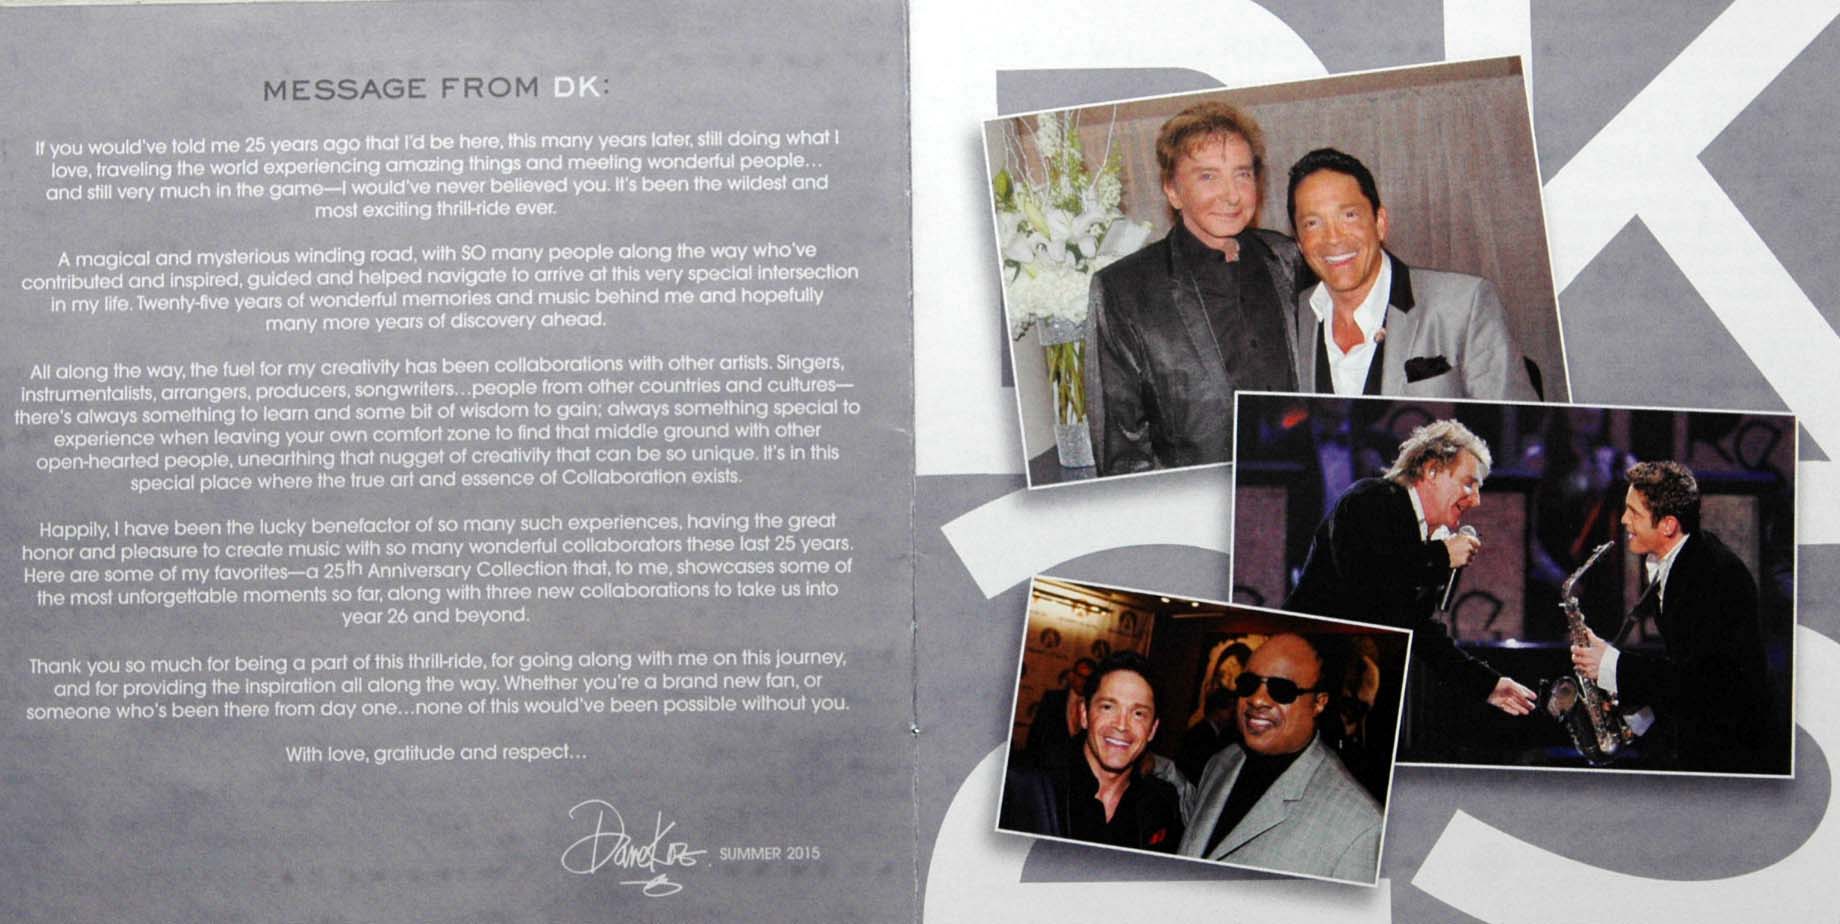 MESSAGE FROM DK:
If you would've told me 25 years ago that I'd be here, this many years later, still doing what I
love, traveling the world experiencing amazing things and meeting wonderful people...
and still very much in the game—I would've never believed you. It's been the wildest and
most exciting thrill-ride ever.
A magical and mysterious winding road, with SO many people along the way who've
contributed and inspired, guided and helped navigate to arrive at this very special intersection
in my life. Twenty-five years of wonderful memories and music behind me and hopefully
many more years of discovery ahead.
All along the way, the fuel for my creativity has been collaborations with other artists. Singers,
instrumentalists, arrangers, producers, songwriters...people from other countries and cultures—
there's always something to learn and some bit of wisdom to gain; always something special to
experience when leaving your own comfort zone to find that middle ground with other
open-hearted people, unearthing that nugget of creativity that can be so unique. It's in this
special place where the true art and essence of Collaboration exists.
Happily, I have been the lucky benefactor of so many such experiences, having the great
honor and pleasure to create music with so many wonderful collaborators these last 25 years.
Here are some of my favorites—a 25th Anniversary Collection that, to me, showcases some of
the most unforgettable moments so far, along with three new collaborations to take us into
year 26 and beyond.
Thank you so much for being a part of this thrill-ride, for going along with me on this journey,
and for providing the inspiration all along the way. Whether you're a brand new fan, or
someone who's been there from day one...none of this would've been possible without you.
With love, gratitude and respect...
Dave Koz SUMMER 2015
DK
25